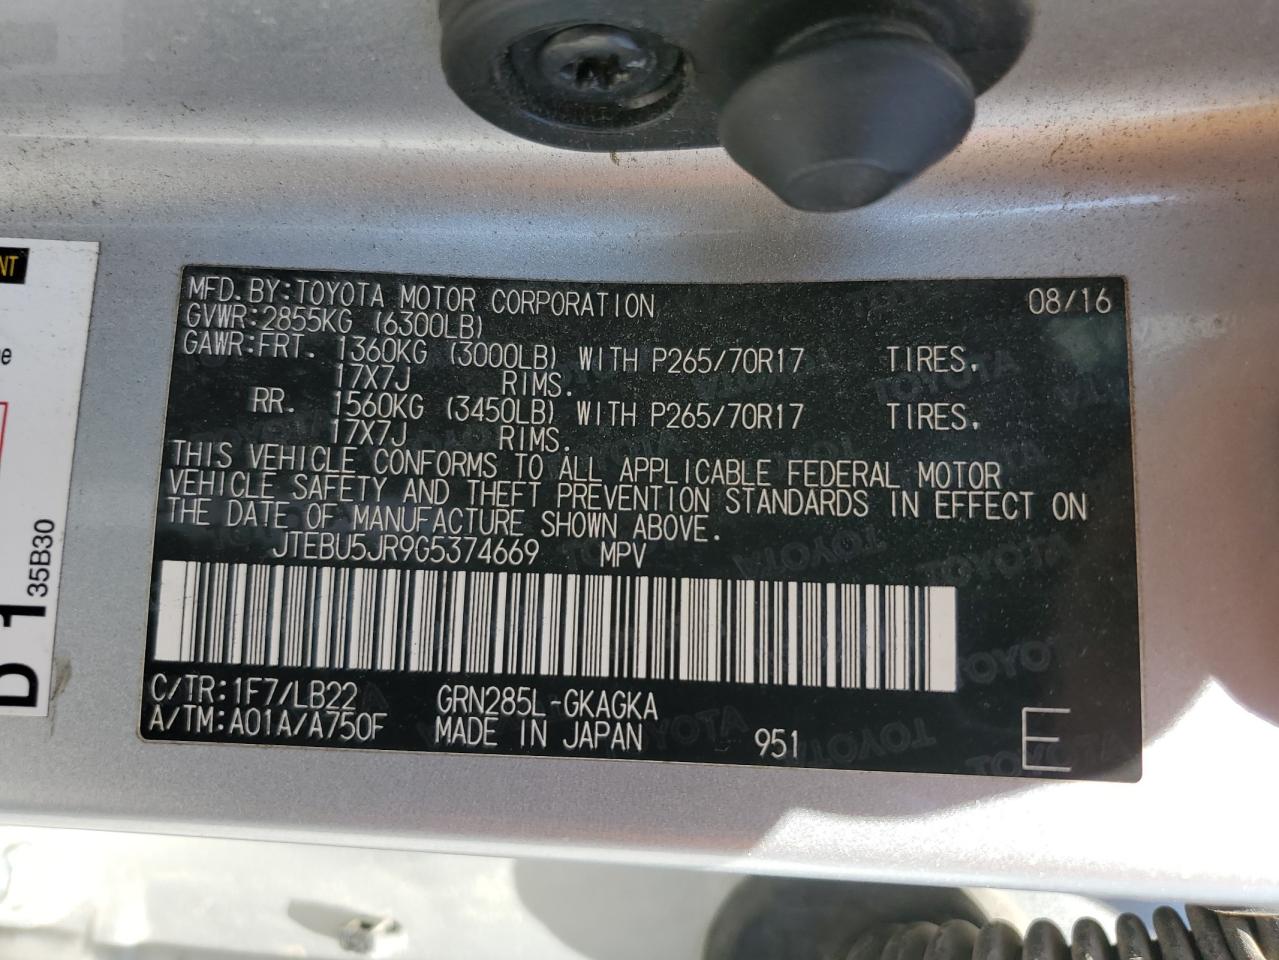 MFD. BY: TOYOTA MOTOR CORPORATION 08/16
GVWR: 2855KG (6300LB)
GAWR: FRT. 1360KG (3000LB) WITH P265/70R17 TIRES.
17X7J RIMS.
RR. 1560KG (3450LB) WITH P265/70R17 TIRES.
17X7J RIMS.
THIS VEHICLE CONFORMS TO ALL APPLICABLE FEDERAL MOTOR
VEHICLE SAFETY AND THEFT PREVENTION STANDARDS IN EFFECT ON
THE DATE OF MANUFACTURE SHOWN ABOVE.
JTEBU5JR9G5374669 MPV
C/TR: 1F7/LB22 GRN285L-GKAGKA
A/TM: A01A/A750F MADE IN JAPAN 951 E
35B30